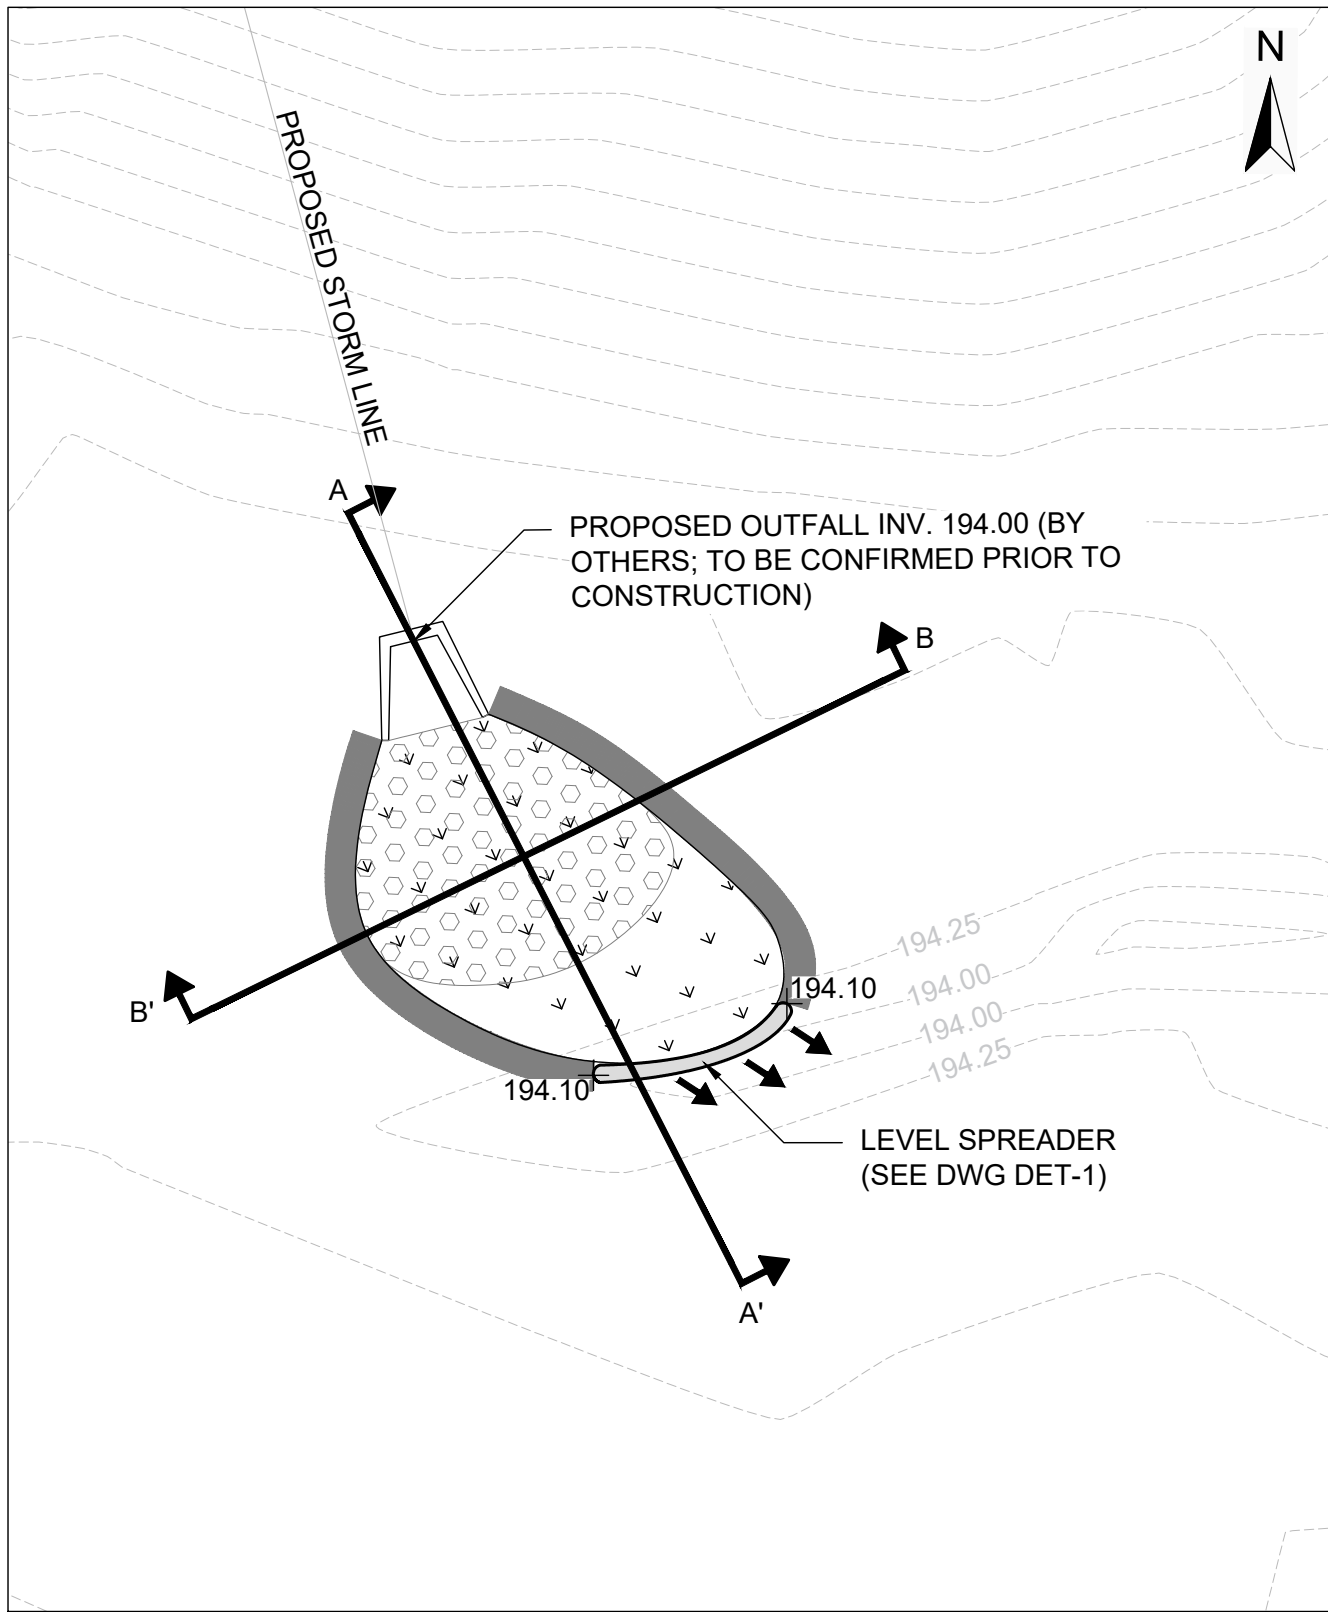 N
PROPOSED STORM LINE
A
PROPOSED OUTFALL INV. 194.00 (BY
OTHERS; TO BE CONFIRMED PRIOR TO
CONSTRUCTION)
B
194.25
194.00
194.10
B'
194.00
194.25
194.10
LEVEL SPREADER
(SEE DWG DET-1)
A'